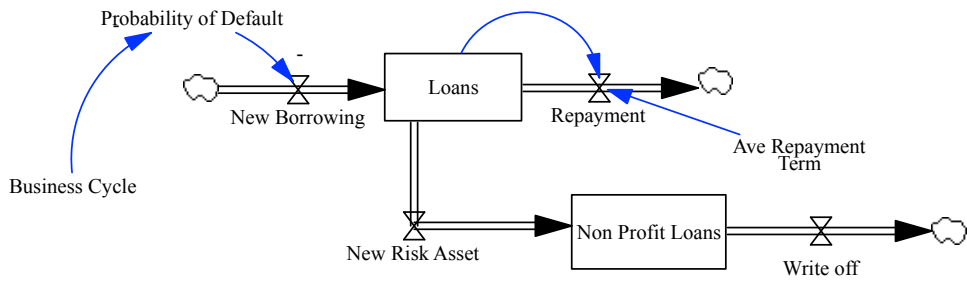 Probability of Default
-
-
Loans
New Borrowing
Repayment
Ave Repayment
Term
Business Cycle
Non Profit Loans
New Risk Asset
Write off